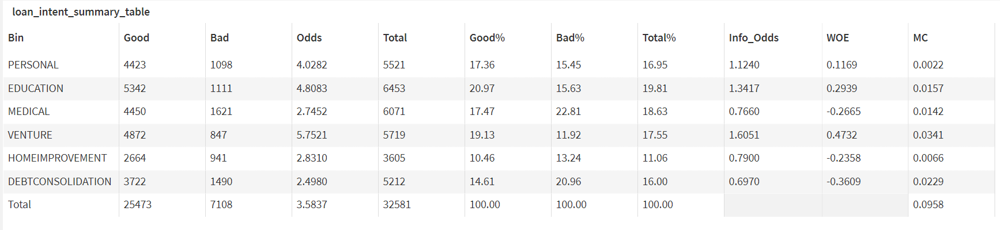 loan_intent_summary_table
Bin Good Bad Odds Total Good% Bad% Total% Info_Odds WOE MC
PERSONAL 4423 1098 4.0282 5521 17.36 15.45 16.95 1.1240 0.1169 0.0022
EDUCATION 5342 1111 4.8083 6453 20.97 15.63 19.81 1.3417 0.2939 0.0157
MEDICAL 4450 1621 2.7452 6071 17.47 22.81 18.63 0.7660 -0.2665 0.0142
VENTURE 4872 847 5.7521 5719 19.13 11.92 17.55 1.6051 0.4732 0.0341
HOMEIMPROVEMENT 2664 941 2.8310 3605 10.46 13.24 11.06 0.7900 -0.2358 0.0066
DEBTCONSOLIDATION 3722 1490 2.4980 5212 14.61 20.96 16.00 0.6970 -0.3609 0.0229
Total 25473 7108 3.5837 32581 100.00 100.00 100.00 0.0958